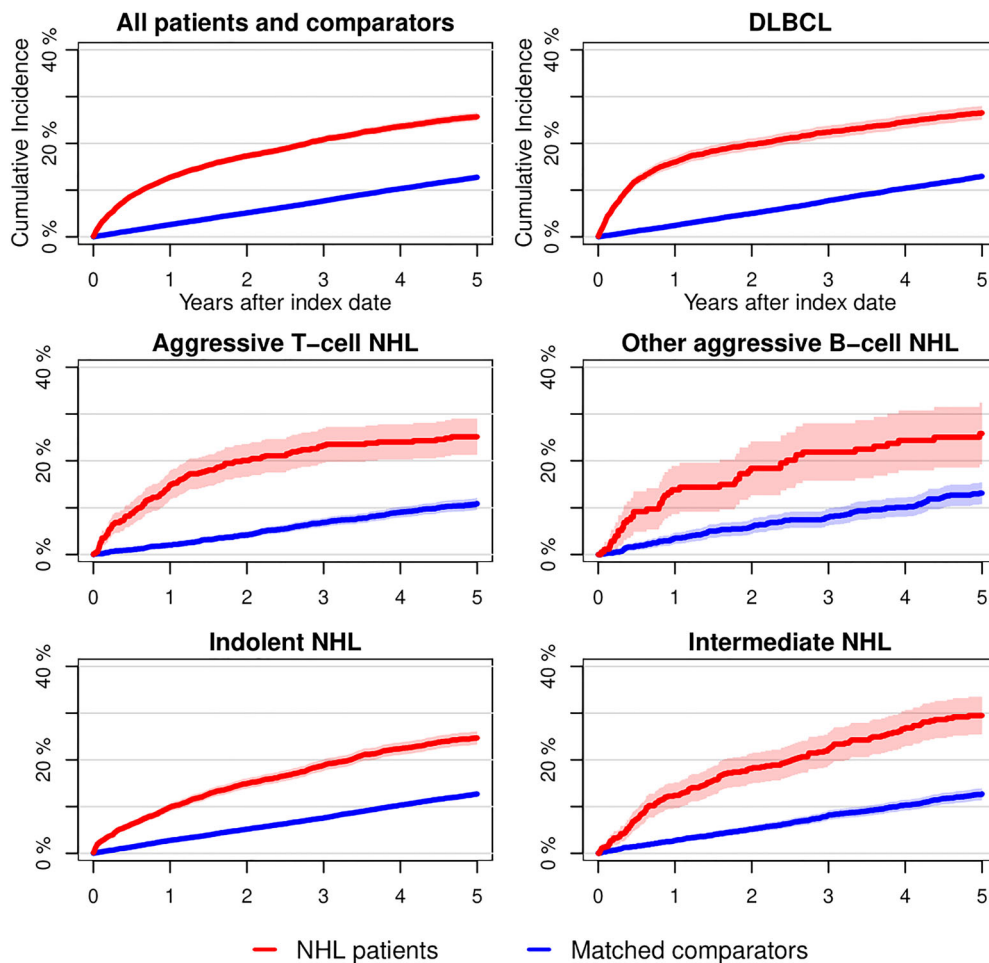 All patients and comparators
Cumulative Incidence
0 %
20 %
40 %
0 1 2 3 4 5
Years after index date
DLBCL
Cumulative Incidence
0 %
20 %
40 %
0 1 2 3 4 5
Years after index date
Aggressive T−cell NHL
0 %
20 %
40 %
0 1 2 3 4 5
Other aggressive B−cell NHL
0 %
20 %
40 %
0 1 2 3 4 5
Indolent NHL
0 %
20 %
40 %
0 1 2 3 4 5
Intermediate NHL
0 %
20 %
40 %
0 1 2 3 4 5
NHL patients
Matched comparators